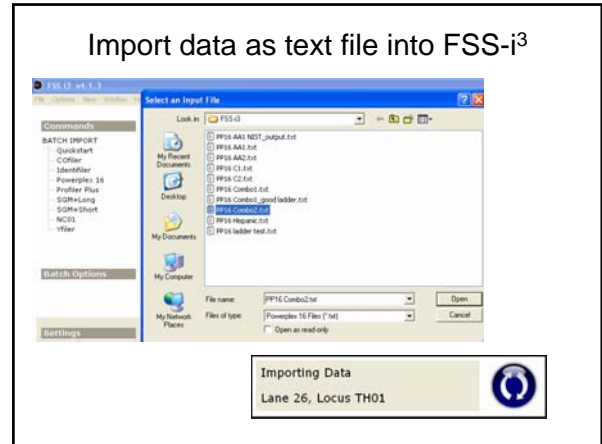 Import data as text file into FSS-i³
FSS-i3 v4.1.3
File Options View Window
Commands
BATCH IMPORT
Quickstart
COfiler
Identifiler
Powerplex 16
Profiler Plus
SGM+Long
SGM+Short
NC01
Yfiler
Batch Options
Settings
Select an Input File
Look in: FSS-i3
My Recent Documents
Desktop
My Documents
My Computer
My Network Places
PP16 AA1 NIST_output.txt
PP16 AA1.txt
PP16 AA2.txt
PP16 C1.txt
PP16 C2.txt
PP16 Combo1.txt
PP16 Combo1_good ladder.txt
PP16 Combo2.txt
PP16 Hispanic.txt
PP16 ladder test.txt
File name: PP16 Combo2.txt
Open
Files of type: Powerplex 16 Files (*.txt)
Cancel
Open as read-only
Importing Data
Lane 26, Locus TH01